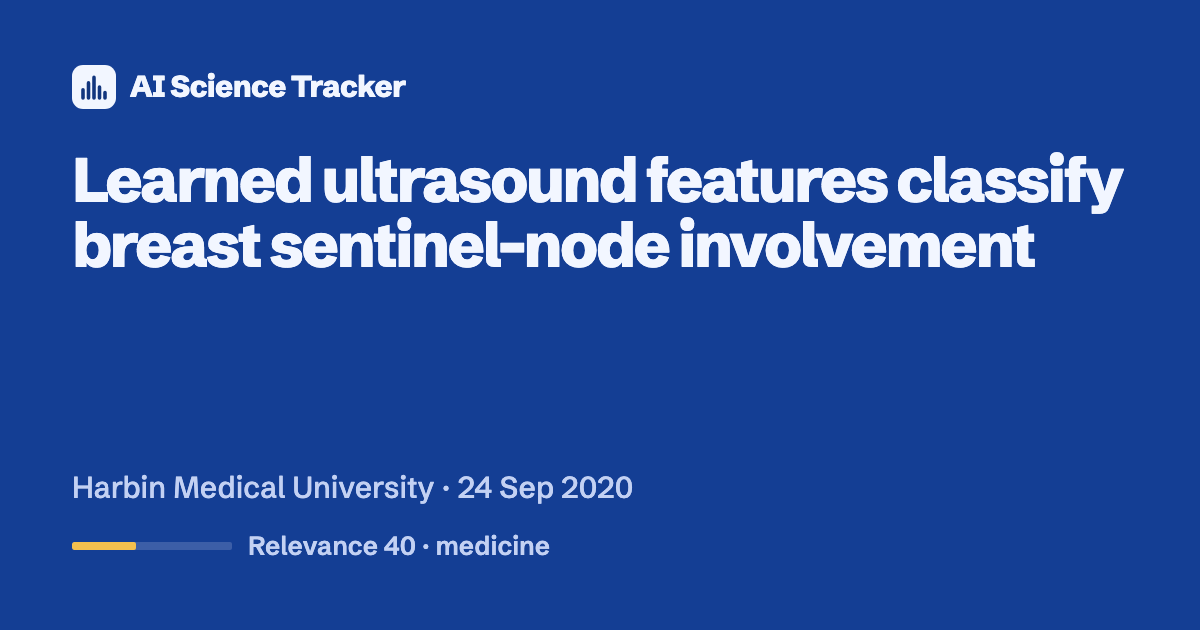 AI Science Tracker
Learned ultrasound features classify
breast sentinel-node involvement
Harbin Medical University · 24 Sep 2020
Relevance 40 · medicine